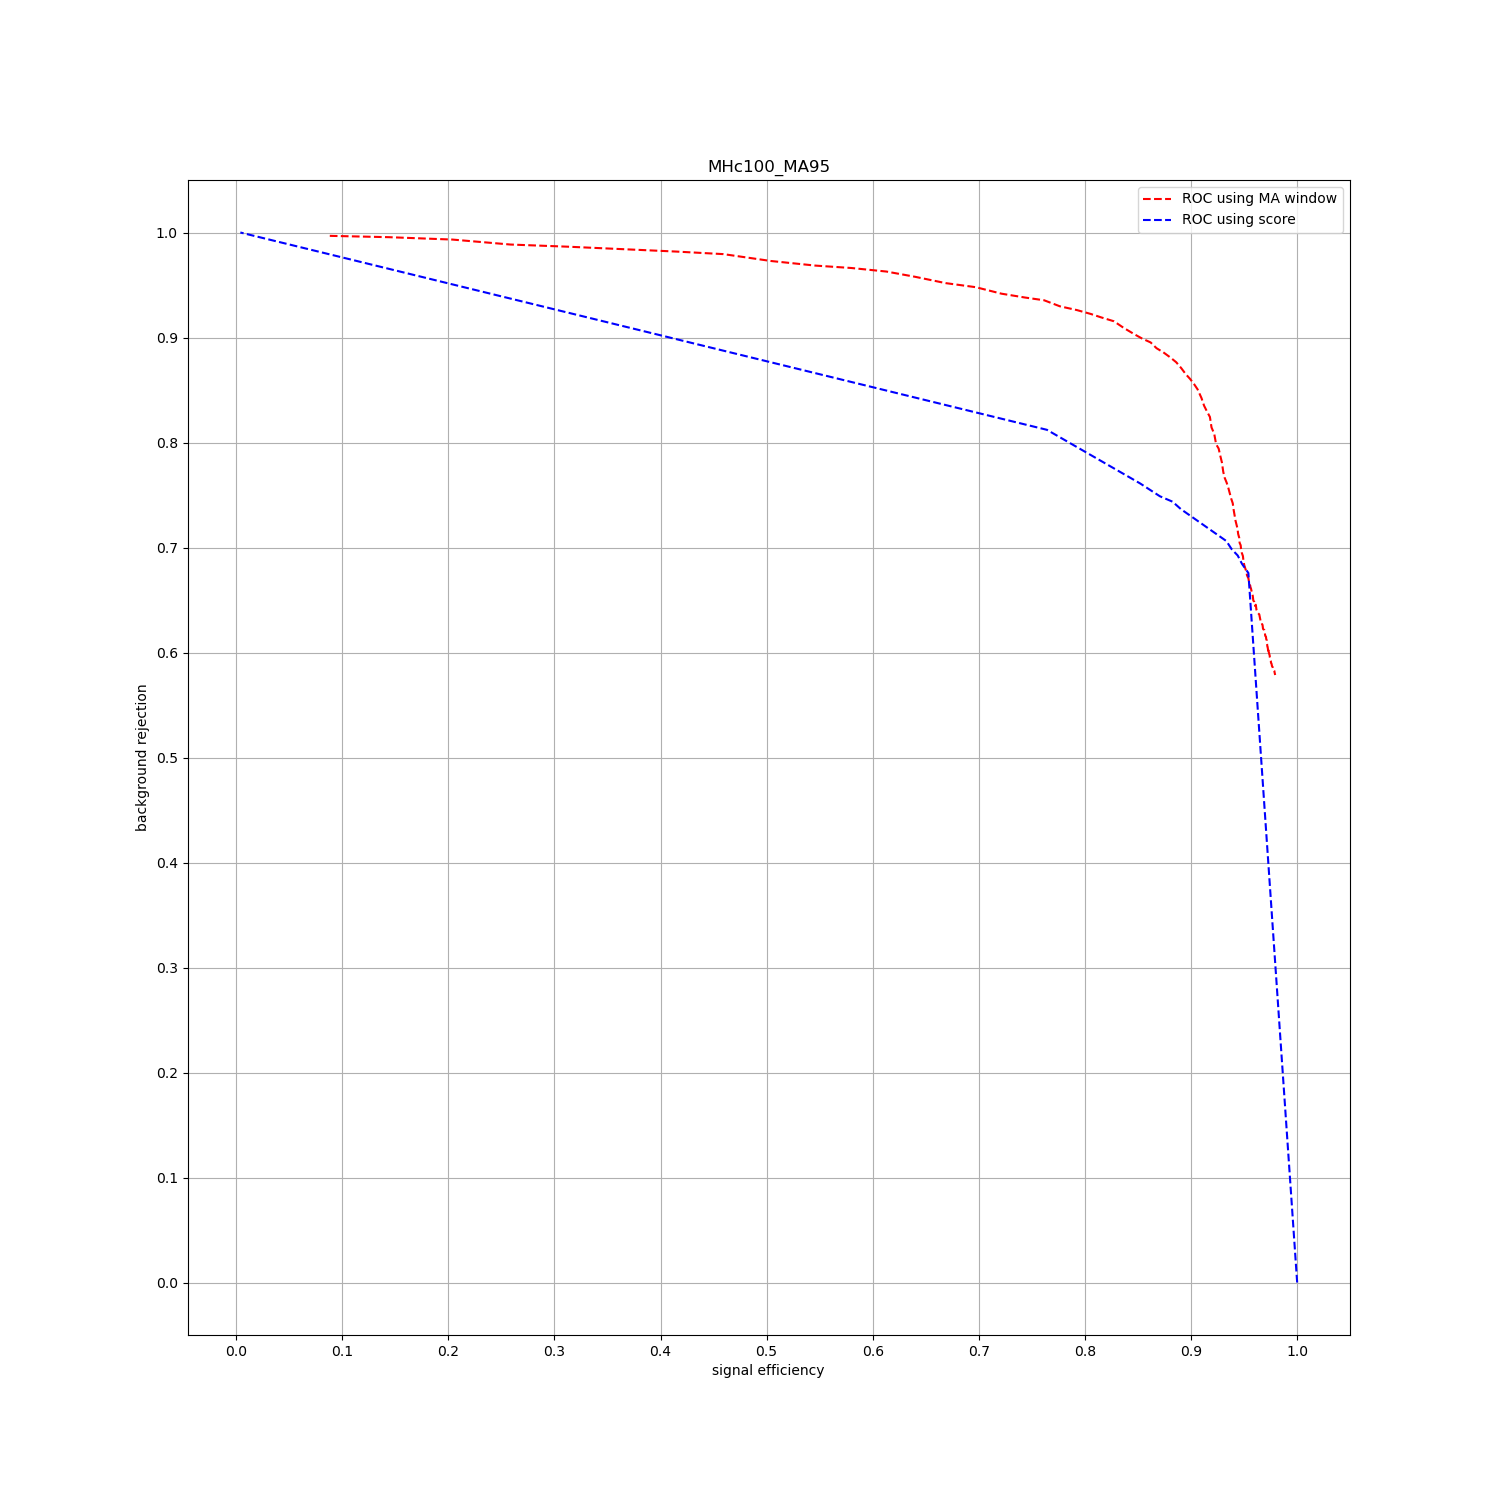 MHc100_MA95
ROC using MA window
ROC using score
1.0
0.9
0.8
0.7
0.6
0.5
0.4
0.3
0.2
0.1
0.0
background rejection
0.0 0.1 0.2 0.3 0.4 0.5 0.6 0.7 0.8 0.9 1.0
signal efficiency